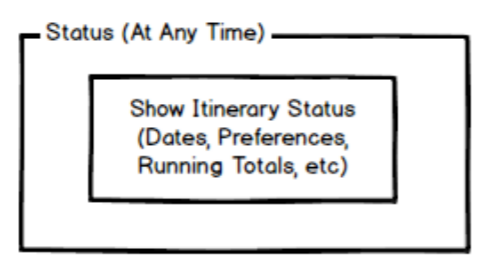 Status (At Any Time)
Show Itinerary Status
(Dates, Preferences,
Running Totals, etc)